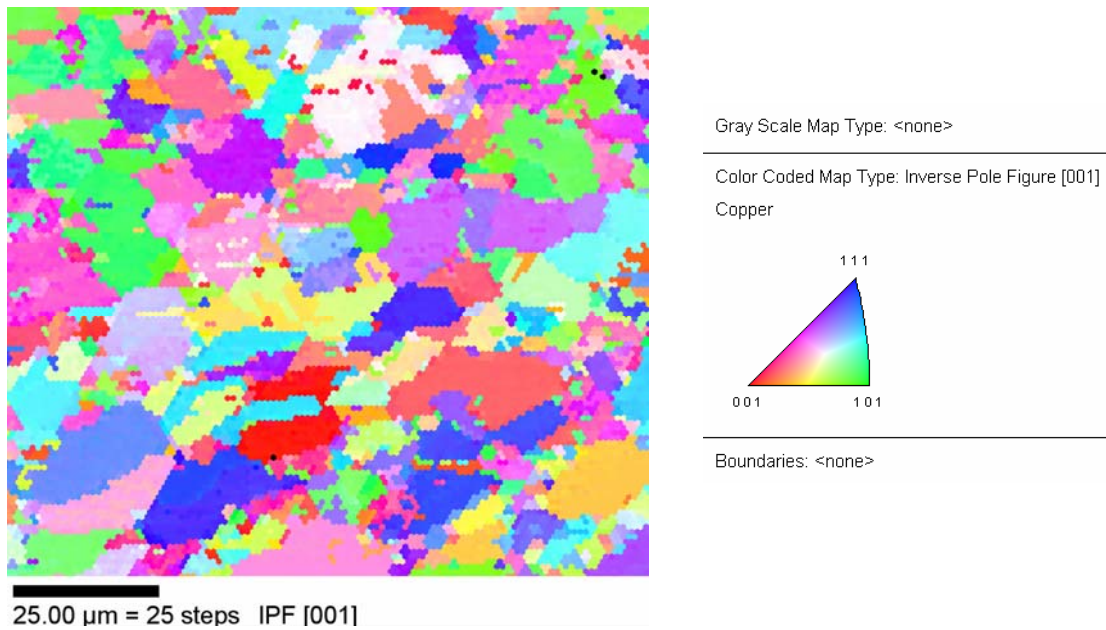 Gray Scale Map Type: <none>
Color Coded Map Type: Inverse Pole Figure [001]
Copper
1 1 1
0 0 1
1 0 1
Boundaries: <none>
25.00 µm = 25 steps IPF [001]